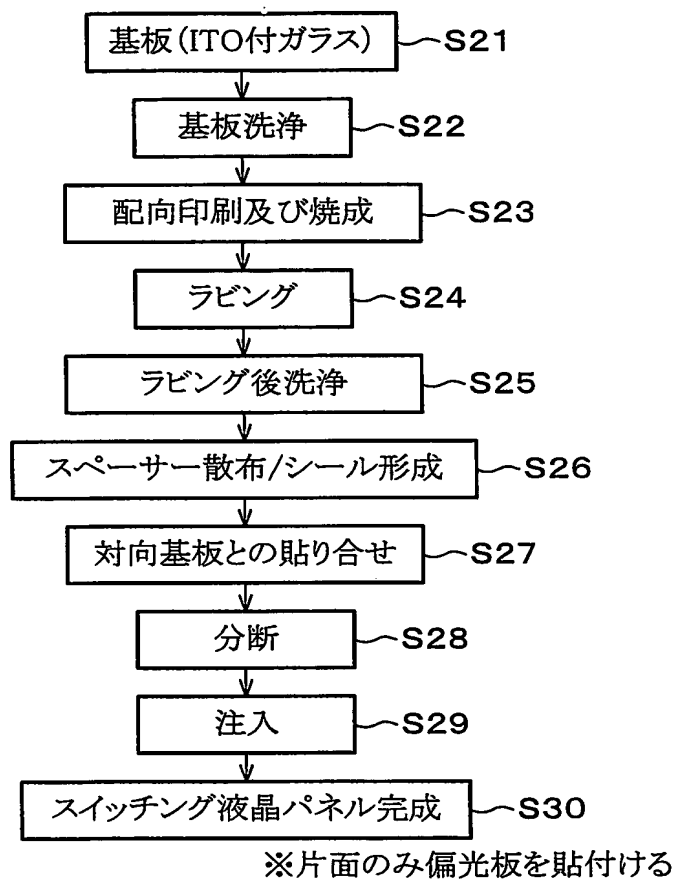 基板(ITO付ガラス) S21
基板洗浄 S22
配向印刷及び焼成 S23
ラビング S24
ラビング後洗浄 S25
スペーサー散布/シール形成 S26
対向基板との貼り合せ S27
分断 S28
注入 S29
スイッチング液晶パネル完成 S30
※片面のみ偏光板を貼付ける